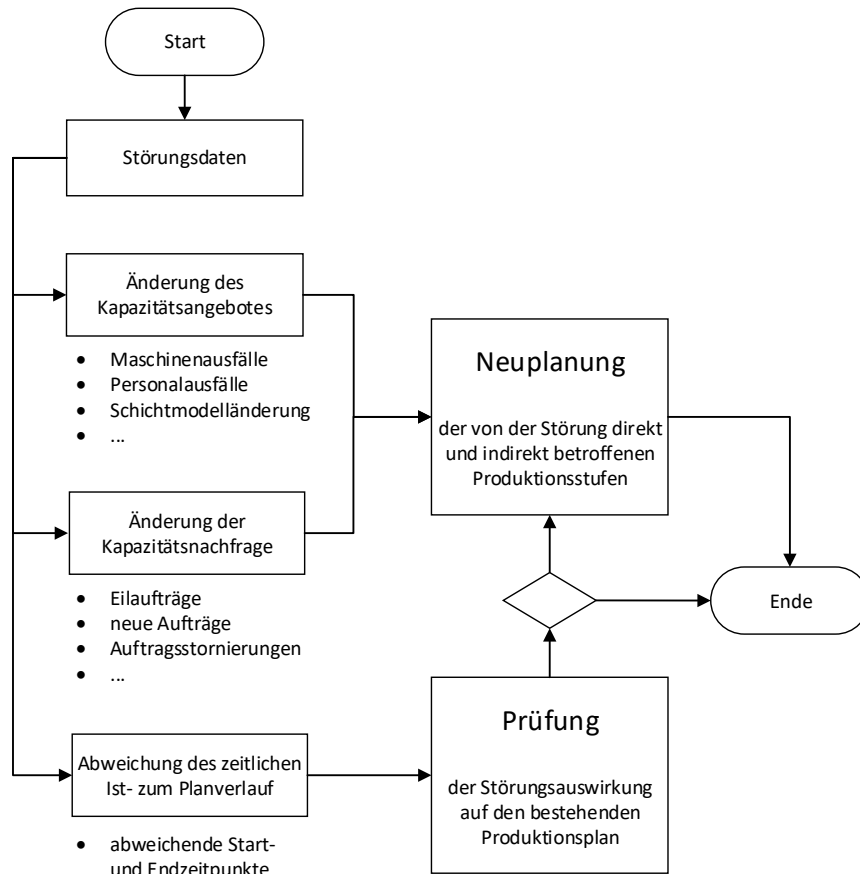 Start
Störungsdaten
Änderung des
Kapazitätsangebotes
• Maschinenausfälle
• Personalausfälle
• Schichtmodelländerung
• ...
Neuplanung
der von der Störung direkt
und indirekt betroffenen
Produktionsstufen
Änderung der
Kapazitätsnachfrage
• Eilaufträge
• neue Aufträge
• Auftragsstornierungen
• ...
Ende
Prüfung
der Störungsauswirkung
auf den bestehenden
Produktionsplan
Abweichung des zeitlichen
Ist- zum Planverlauf
• abweichende Start-
und Endzeitpunkte